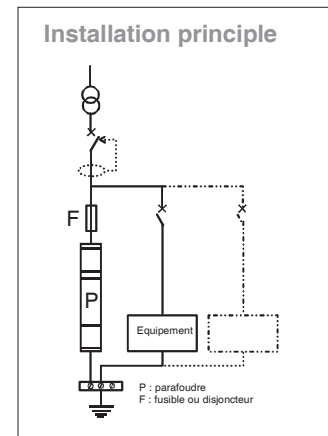 Installation principle
F
P
Equipement
P : parafoudre
F : fusible ou disjoncteur